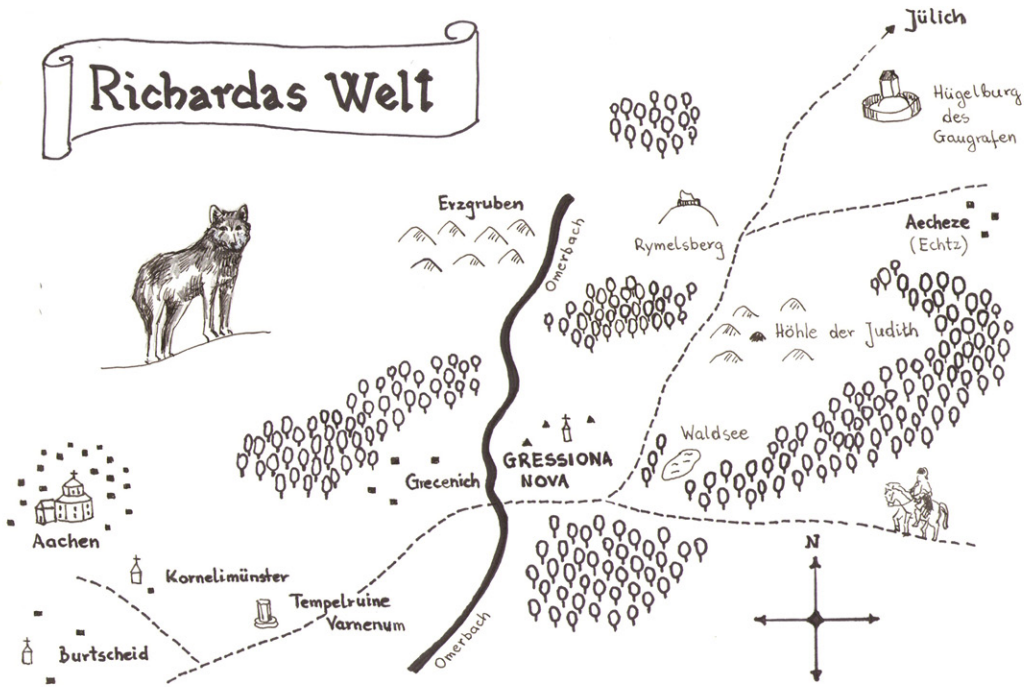 Richardas Welt
Jülich
Hügelburg
des
Gaugrafen
Erzgruben
Omerbach
Rymelsberg
Aecheze
(Echtz)
Höhle der Judith
Waldsee
GRESSIONA
NOVA
Grecenich
Aachen
N
Kornelimünster
Tempelruine
Varnenum
Burtscheid
Omerbach